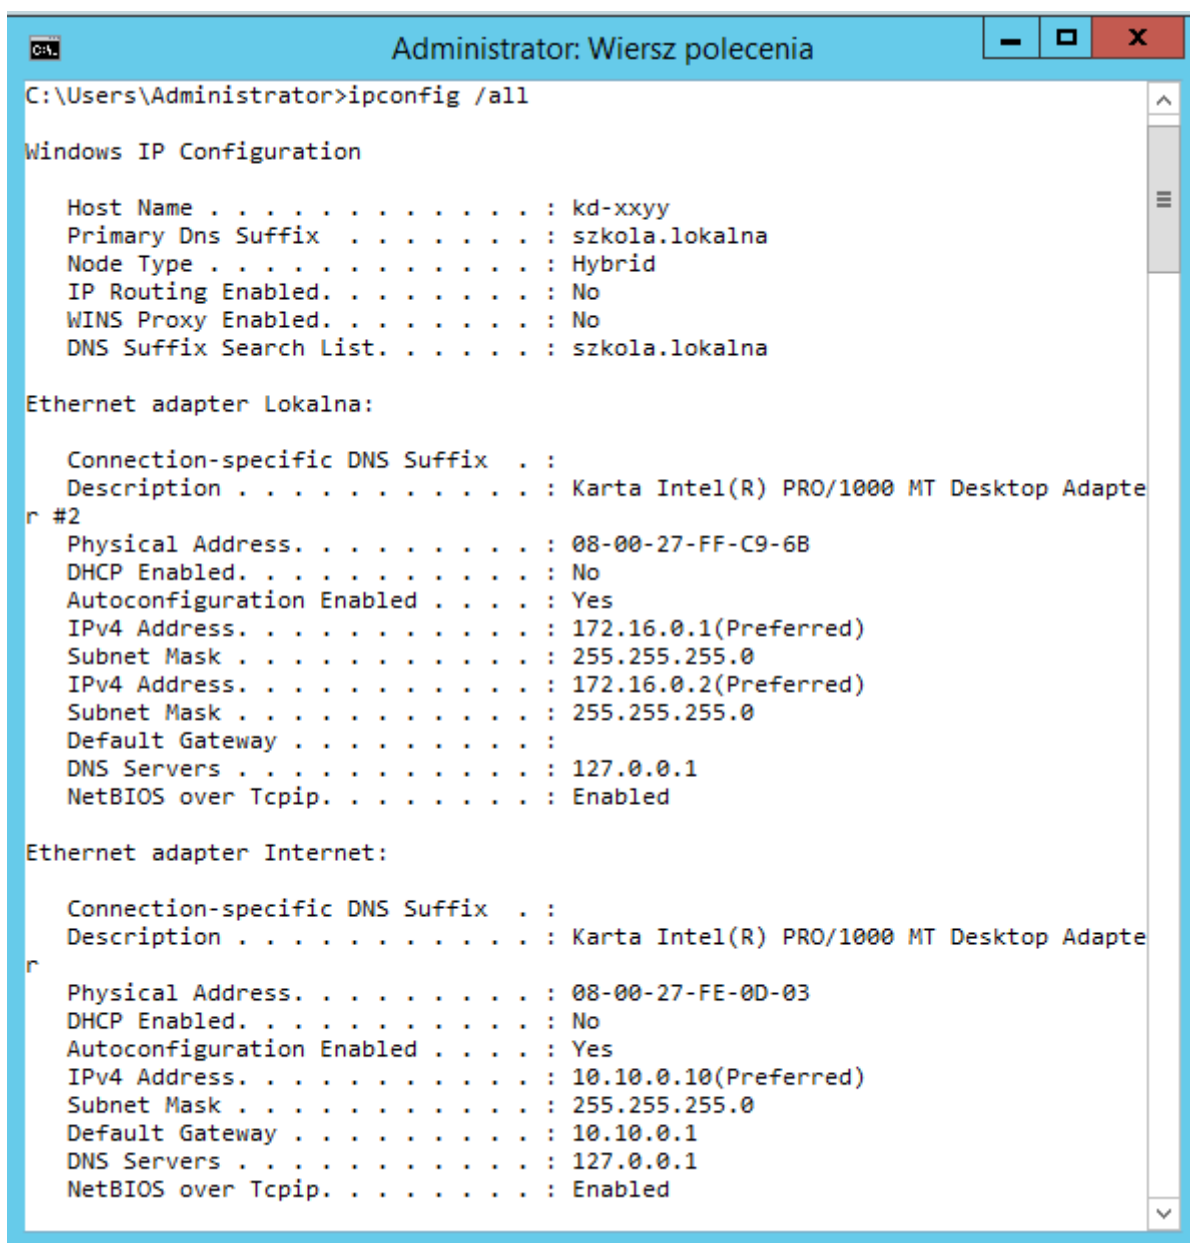 Administrator: Wiersz polecenia
C:\Users\Administrator>ipconfig /all
Windows IP Configuration
Host Name . . . . . . . . . . . . : kd-xxyy
Primary Dns Suffix  . . . . . . . : szkola.lokalna
Node Type . . . . . . . . . . . . : Hybrid
IP Routing Enabled. . . . . . . . : No
WINS Proxy Enabled. . . . . . . . : No
DNS Suffix Search List. . . . . . : szkola.lokalna
Ethernet adapter Lokalna:
Connection-specific DNS Suffix  . :
Description . . . . . . . . . . . : Karta Intel(R) PRO/1000 MT Desktop Adapte
r #2
Physical Address. . . . . . . . . : 08-00-27-FF-C9-6B
DHCP Enabled. . . . . . . . . . . : No
Autoconfiguration Enabled . . . . : Yes
IPv4 Address. . . . . . . . . . . : 172.16.0.1(Preferred)
Subnet Mask . . . . . . . . . . . : 255.255.255.0
IPv4 Address. . . . . . . . . . . : 172.16.0.2(Preferred)
Subnet Mask . . . . . . . . . . . : 255.255.255.0
Default Gateway . . . . . . . . . :
DNS Servers . . . . . . . . . . . : 127.0.0.1
NetBIOS over Tcpip. . . . . . . . : Enabled
Ethernet adapter Internet:
Connection-specific DNS Suffix  . :
Description . . . . . . . . . . . : Karta Intel(R) PRO/1000 MT Desktop Adapte
r
Physical Address. . . . . . . . . : 08-00-27-FE-0D-03
DHCP Enabled. . . . . . . . . . . : No
Autoconfiguration Enabled . . . . : Yes
IPv4 Address. . . . . . . . . . . : 10.10.0.10(Preferred)
Subnet Mask . . . . . . . . . . . : 255.255.255.0
Default Gateway . . . . . . . . . : 10.10.0.1
DNS Servers . . . . . . . . . . . : 127.0.0.1
NetBIOS over Tcpip. . . . . . . . : Enabled